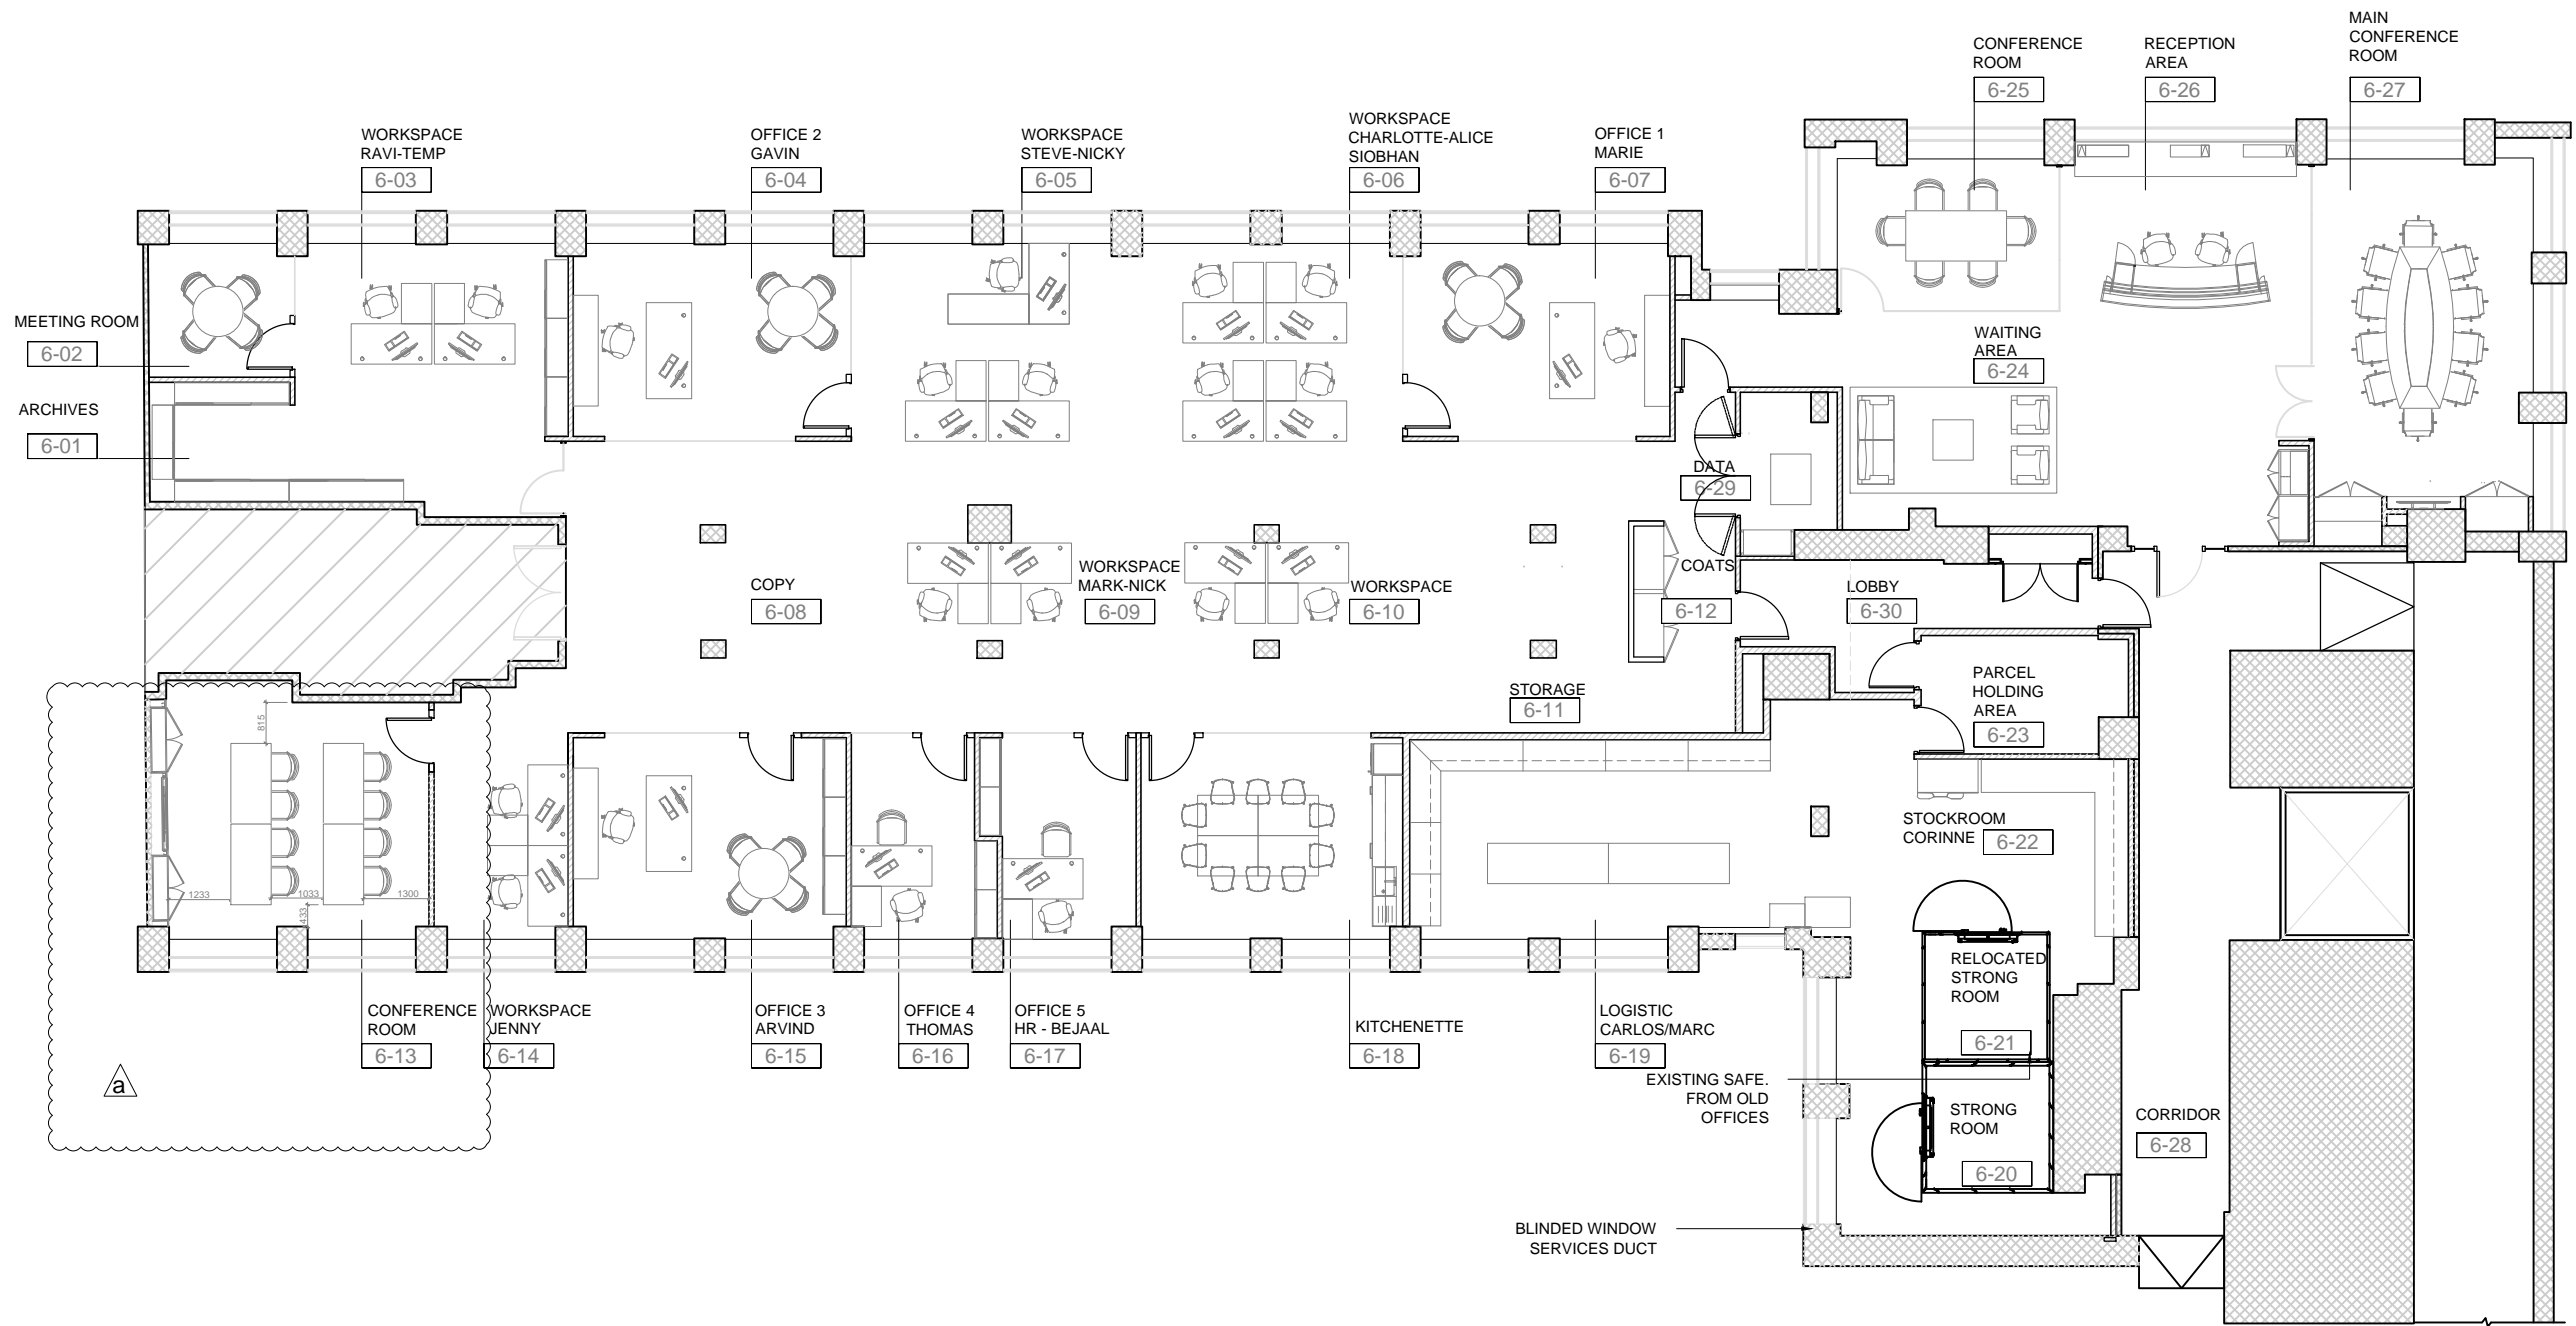 MAIN
CONFERENCE
ROOM
6-27
CONFERENCE
ROOM
6-25
RECEPTION
AREA
6-26
WORKSPACE
RAVI-TEMP
6-03
OFFICE 2
GAVIN
6-04
WORKSPACE
STEVE-NICKY
6-05
WORKSPACE
CHARLOTTE-ALICE
SIOBHAN
6-06
OFFICE 1
MARIE
6-07
MEETING ROOM
6-02
ARCHIVES
6-01
WAITING
AREA
6-24
DATA
6-29
COATS
6-12
COPY
6-08
WORKSPACE
MARK-NICK
6-09
WORKSPACE
6-10
LOBBY
6-30
STORAGE
6-11
PARCEL
HOLDING
AREA
6-23
STOCKROOM
CORINNE
6-22
815
1233
1033
1300
433
CONFERENCE
ROOM
6-13
WORKSPACE
JENNY
6-14
OFFICE 3
ARVIND
6-15
OFFICE 4
THOMAS
6-16
OFFICE 5
HR - BEJAAL
6-17
KITCHENETTE
6-18
LOGISTIC
CARLOS/MARC
6-19
RELOCATED
STRONG
ROOM
6-21
EXISTING SAFE.
FROM OLD
OFFICES
STRONG
ROOM
6-20
CORRIDOR
6-28
BLINDED WINDOW
SERVICES DUCT
a